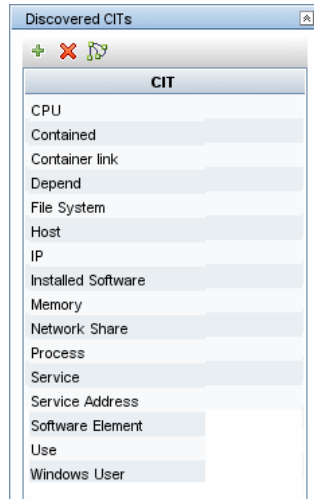 Discovered CITs
CIT
CPU
Contained
Container link
Depend
File System
Host
IP
Installed Software
Memory
Network Share
Process
Service
Service Address
Software Element
Use
Windows User